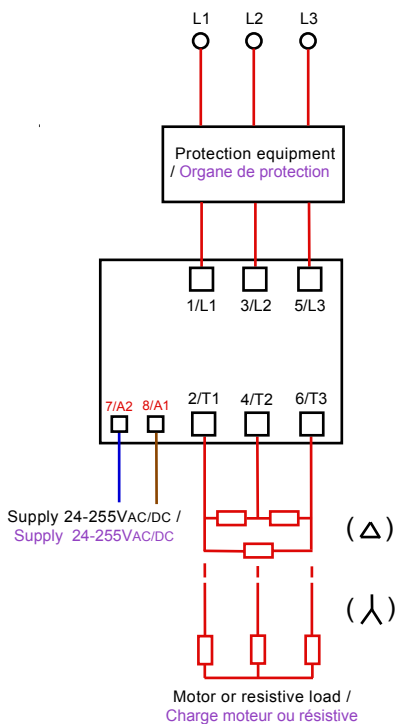 L1 L2 L3
Protection equipment
/ Organe de protection
1/L1 3/L2 5/L3
7/A2 8/A1 2/T1 4/T2 6/T3
Supply 24-255VAC/DC /
Supply 24-255VAC/DC
(Δ)
(⅄)
Motor or resistive load /
Charge moteur ou résistive